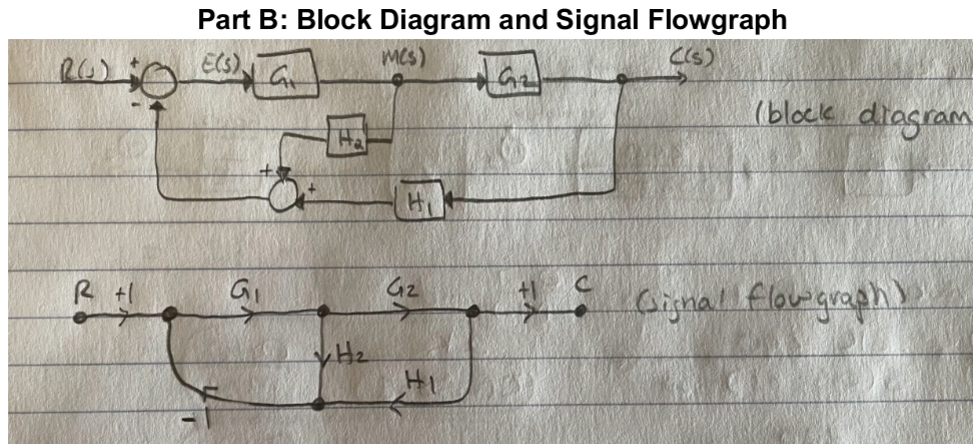 Part B: Block Diagram and Signal Flowgraph
R(s) + E(s) G1 M(s) G2 C(s)
-
(block diagram
H2
+
+
H1
R +1 G1 G2 +1 C (signal flowgraph)
H2
H1
-1